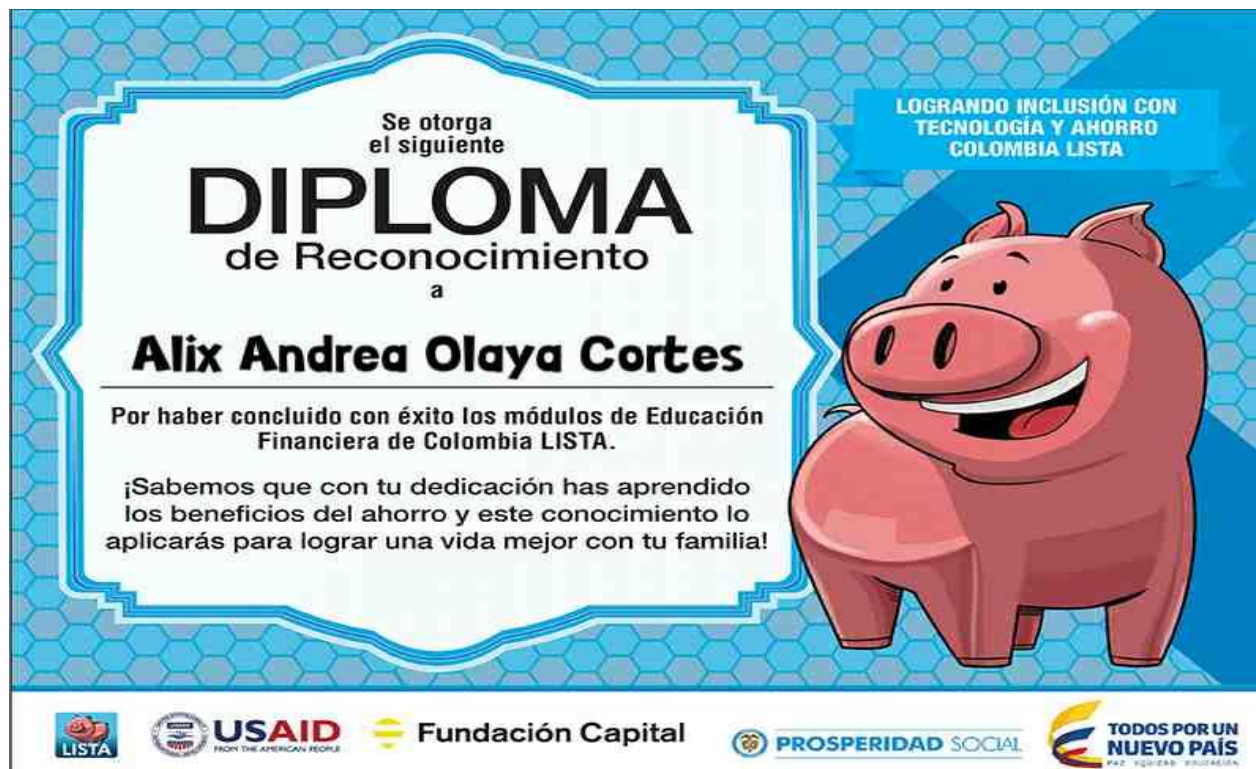 Se otorga
el siguiente
DIPLOMA
de Reconocimiento
a
Alix Andrea Olaya Cortes
Por haber concluido con éxito los módulos de Educación
Financiera de Colombia LISTA.
¡Sabemos que con tu dedicación has aprendido
los beneficios del ahorro y este conocimiento lo
aplicarás para lograr una vida mejor con tu familia!
LOGRANDO INCLUSIÓN CON
TECNOLOGÍA Y AHORRO
COLOMBIA LISTA
LISTA
USAID
FROM THE AMERICAN PEOPLE
Fundación Capital
PROSPERIDAD SOCIAL
TODOS POR UN
NUEVO PAÍS
PAZ EQUIDAD EDUCACIÓN